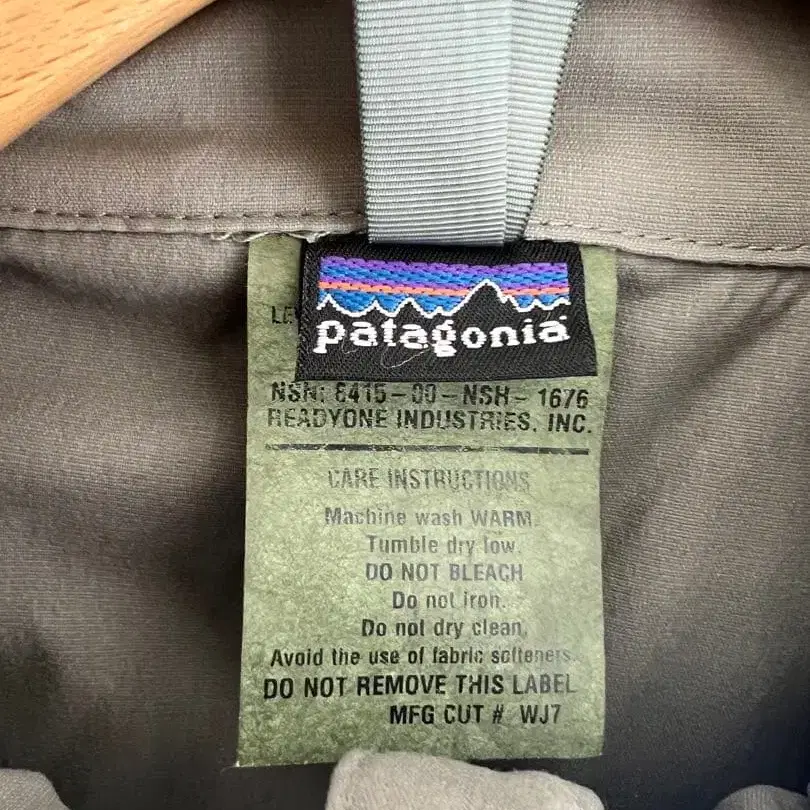 patagonia
LE
NSN: 8415-00-NSH-1676
READYONE INDUSTRIES, INC.
CARE INSTRUCTIONS
Machine wash WARM.
Tumble dry low.
DO NOT BLEACH
Do not iron.
Do not dry clean.
Avoid the use of fabric softeners.
DO NOT REMOVE THIS LABEL
MFG CUT # WJ7